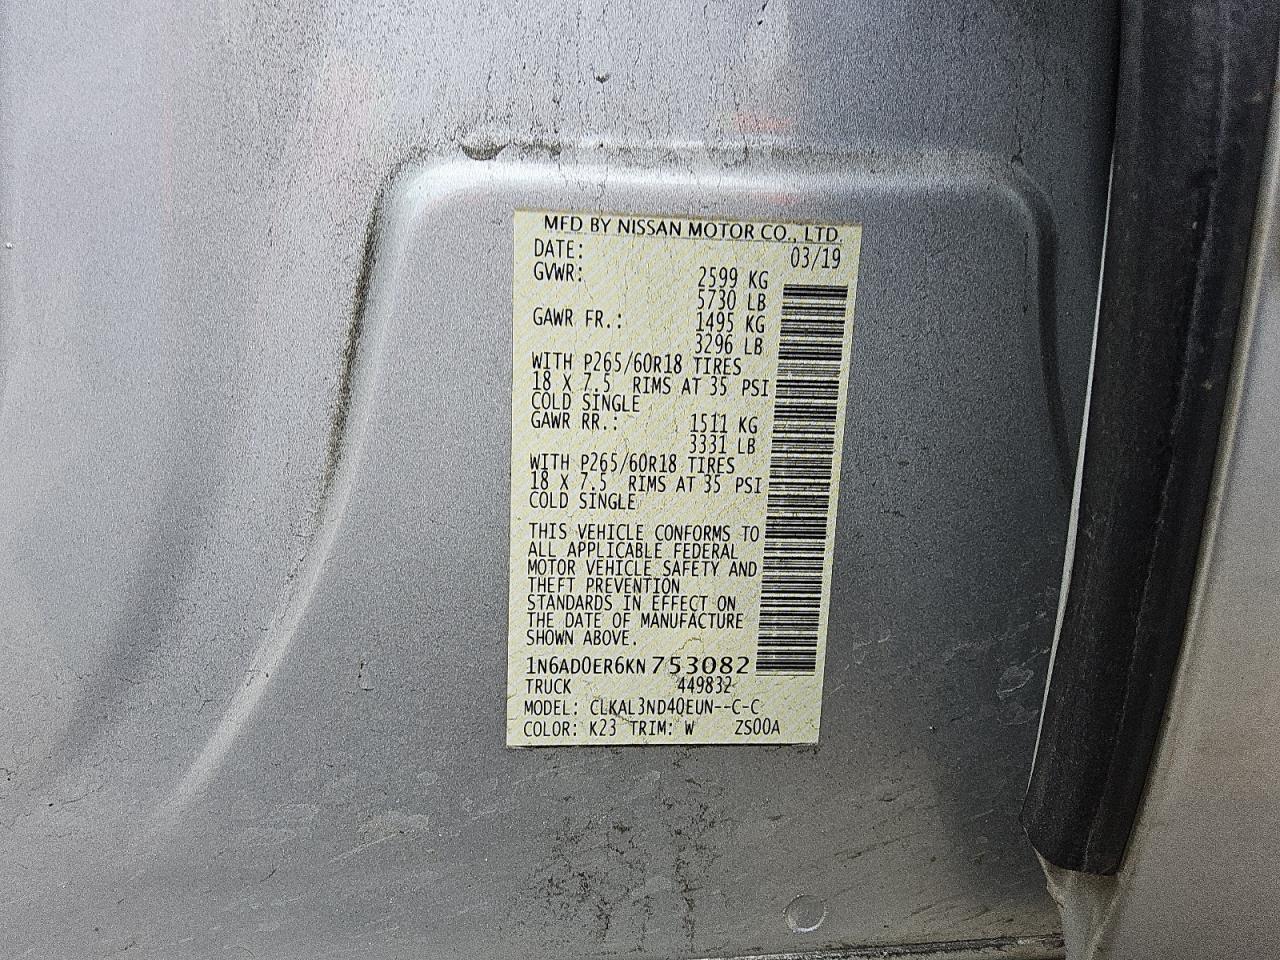 MFD BY NISSAN MOTOR CO., LTD.
DATE: 03/19
GVWR: 2599 KG
5730 LB
GAWR FR.: 1495 KG
3296 LB
WITH P265/60R18 TIRES
18 X 7.5 RIMS AT 35 PSI
COLD SINGLE
GAWR RR.: 1511 KG
3331 LB
WITH P265/60R18 TIRES
18 X 7.5 RIMS AT 35 PSI
COLD SINGLE
THIS VEHICLE CONFORMS TO
ALL APPLICABLE FEDERAL
MOTOR VEHICLE SAFETY AND
THEFT PREVENTION
STANDARDS IN EFFECT ON
THE DATE OF MANUFACTURE
SHOWN ABOVE.
1N6AD0ER6KN753082
TRUCK 449832
MODEL: CLKAL3ND4QEUN--C-C
COLOR: K23 TRIM: W ZS00A